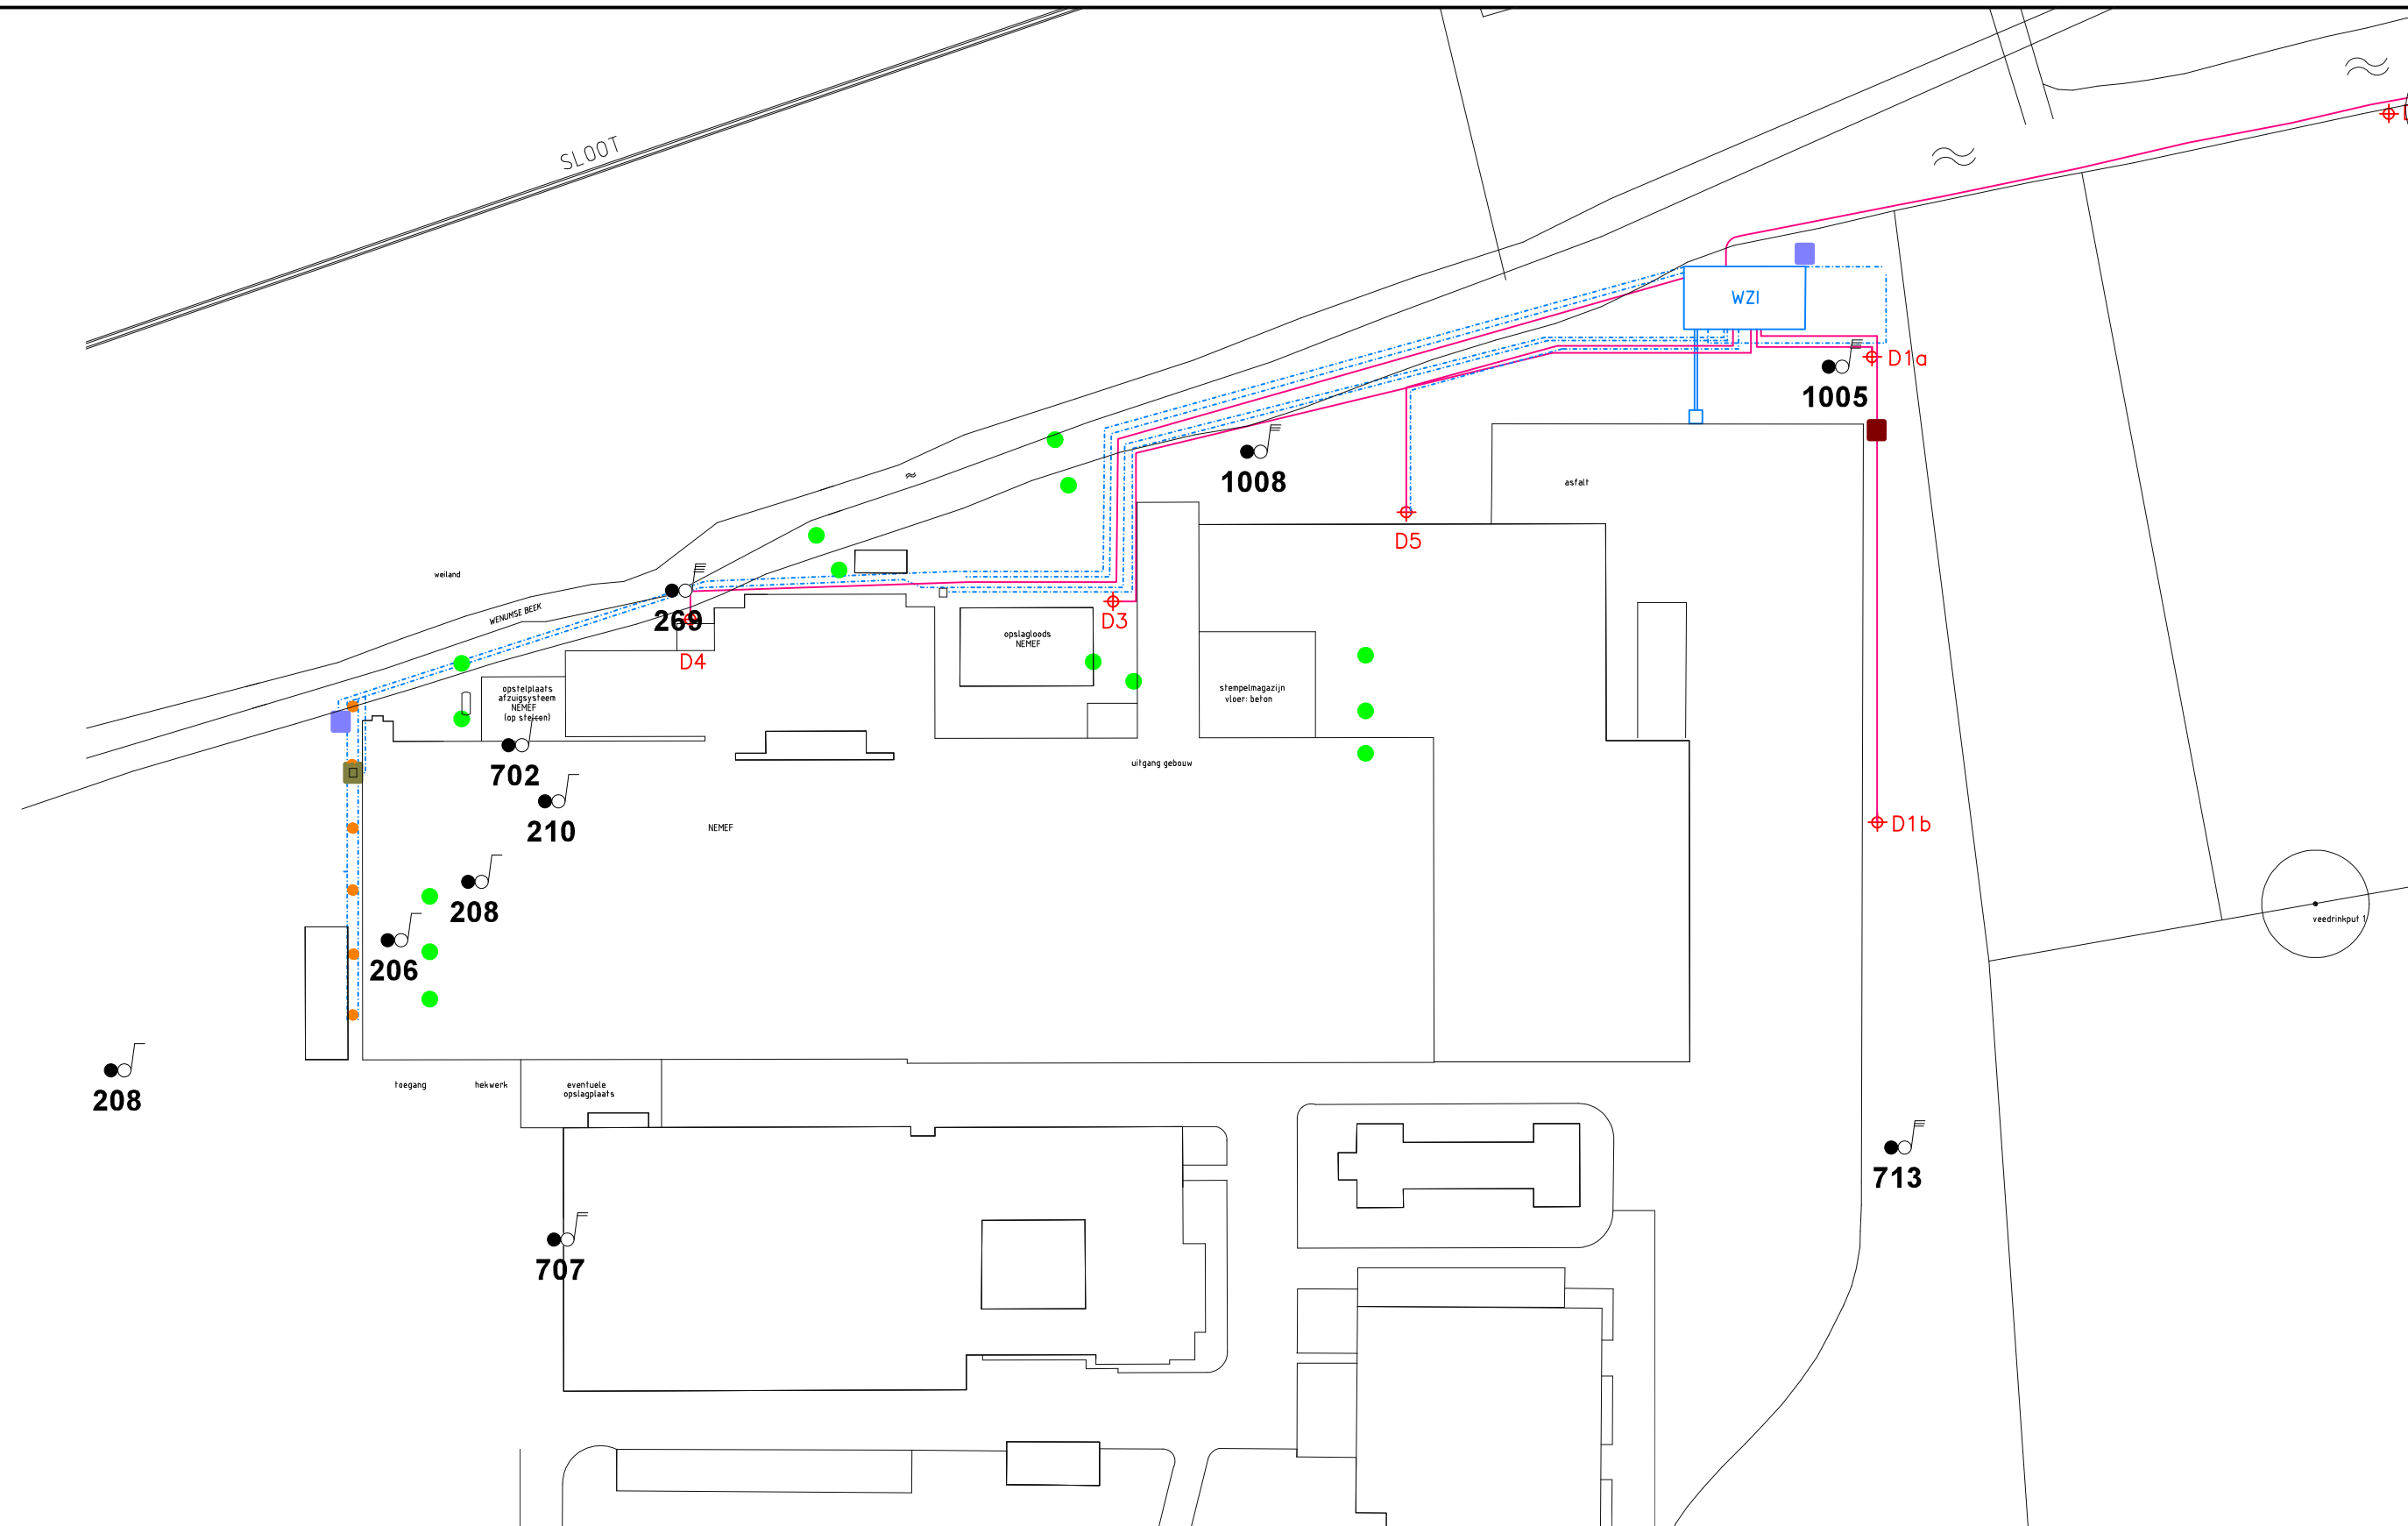 SLOOT
WZI
D1a
1005
1008
asfalt
D5
weiland
WENUMSE BEEK
269
D3
D4
opslagloods
NEMEF
opstelplaats
afzuigsysteem
NEMEF
(op stelcen)
stempelmagazijn
vloer: beton
uitgang gebouw
702
210
NEMEF
D1b
208
206
veedrinkput 1
208
toegang
hekwerk
eventuele
opslagplaats
713
707